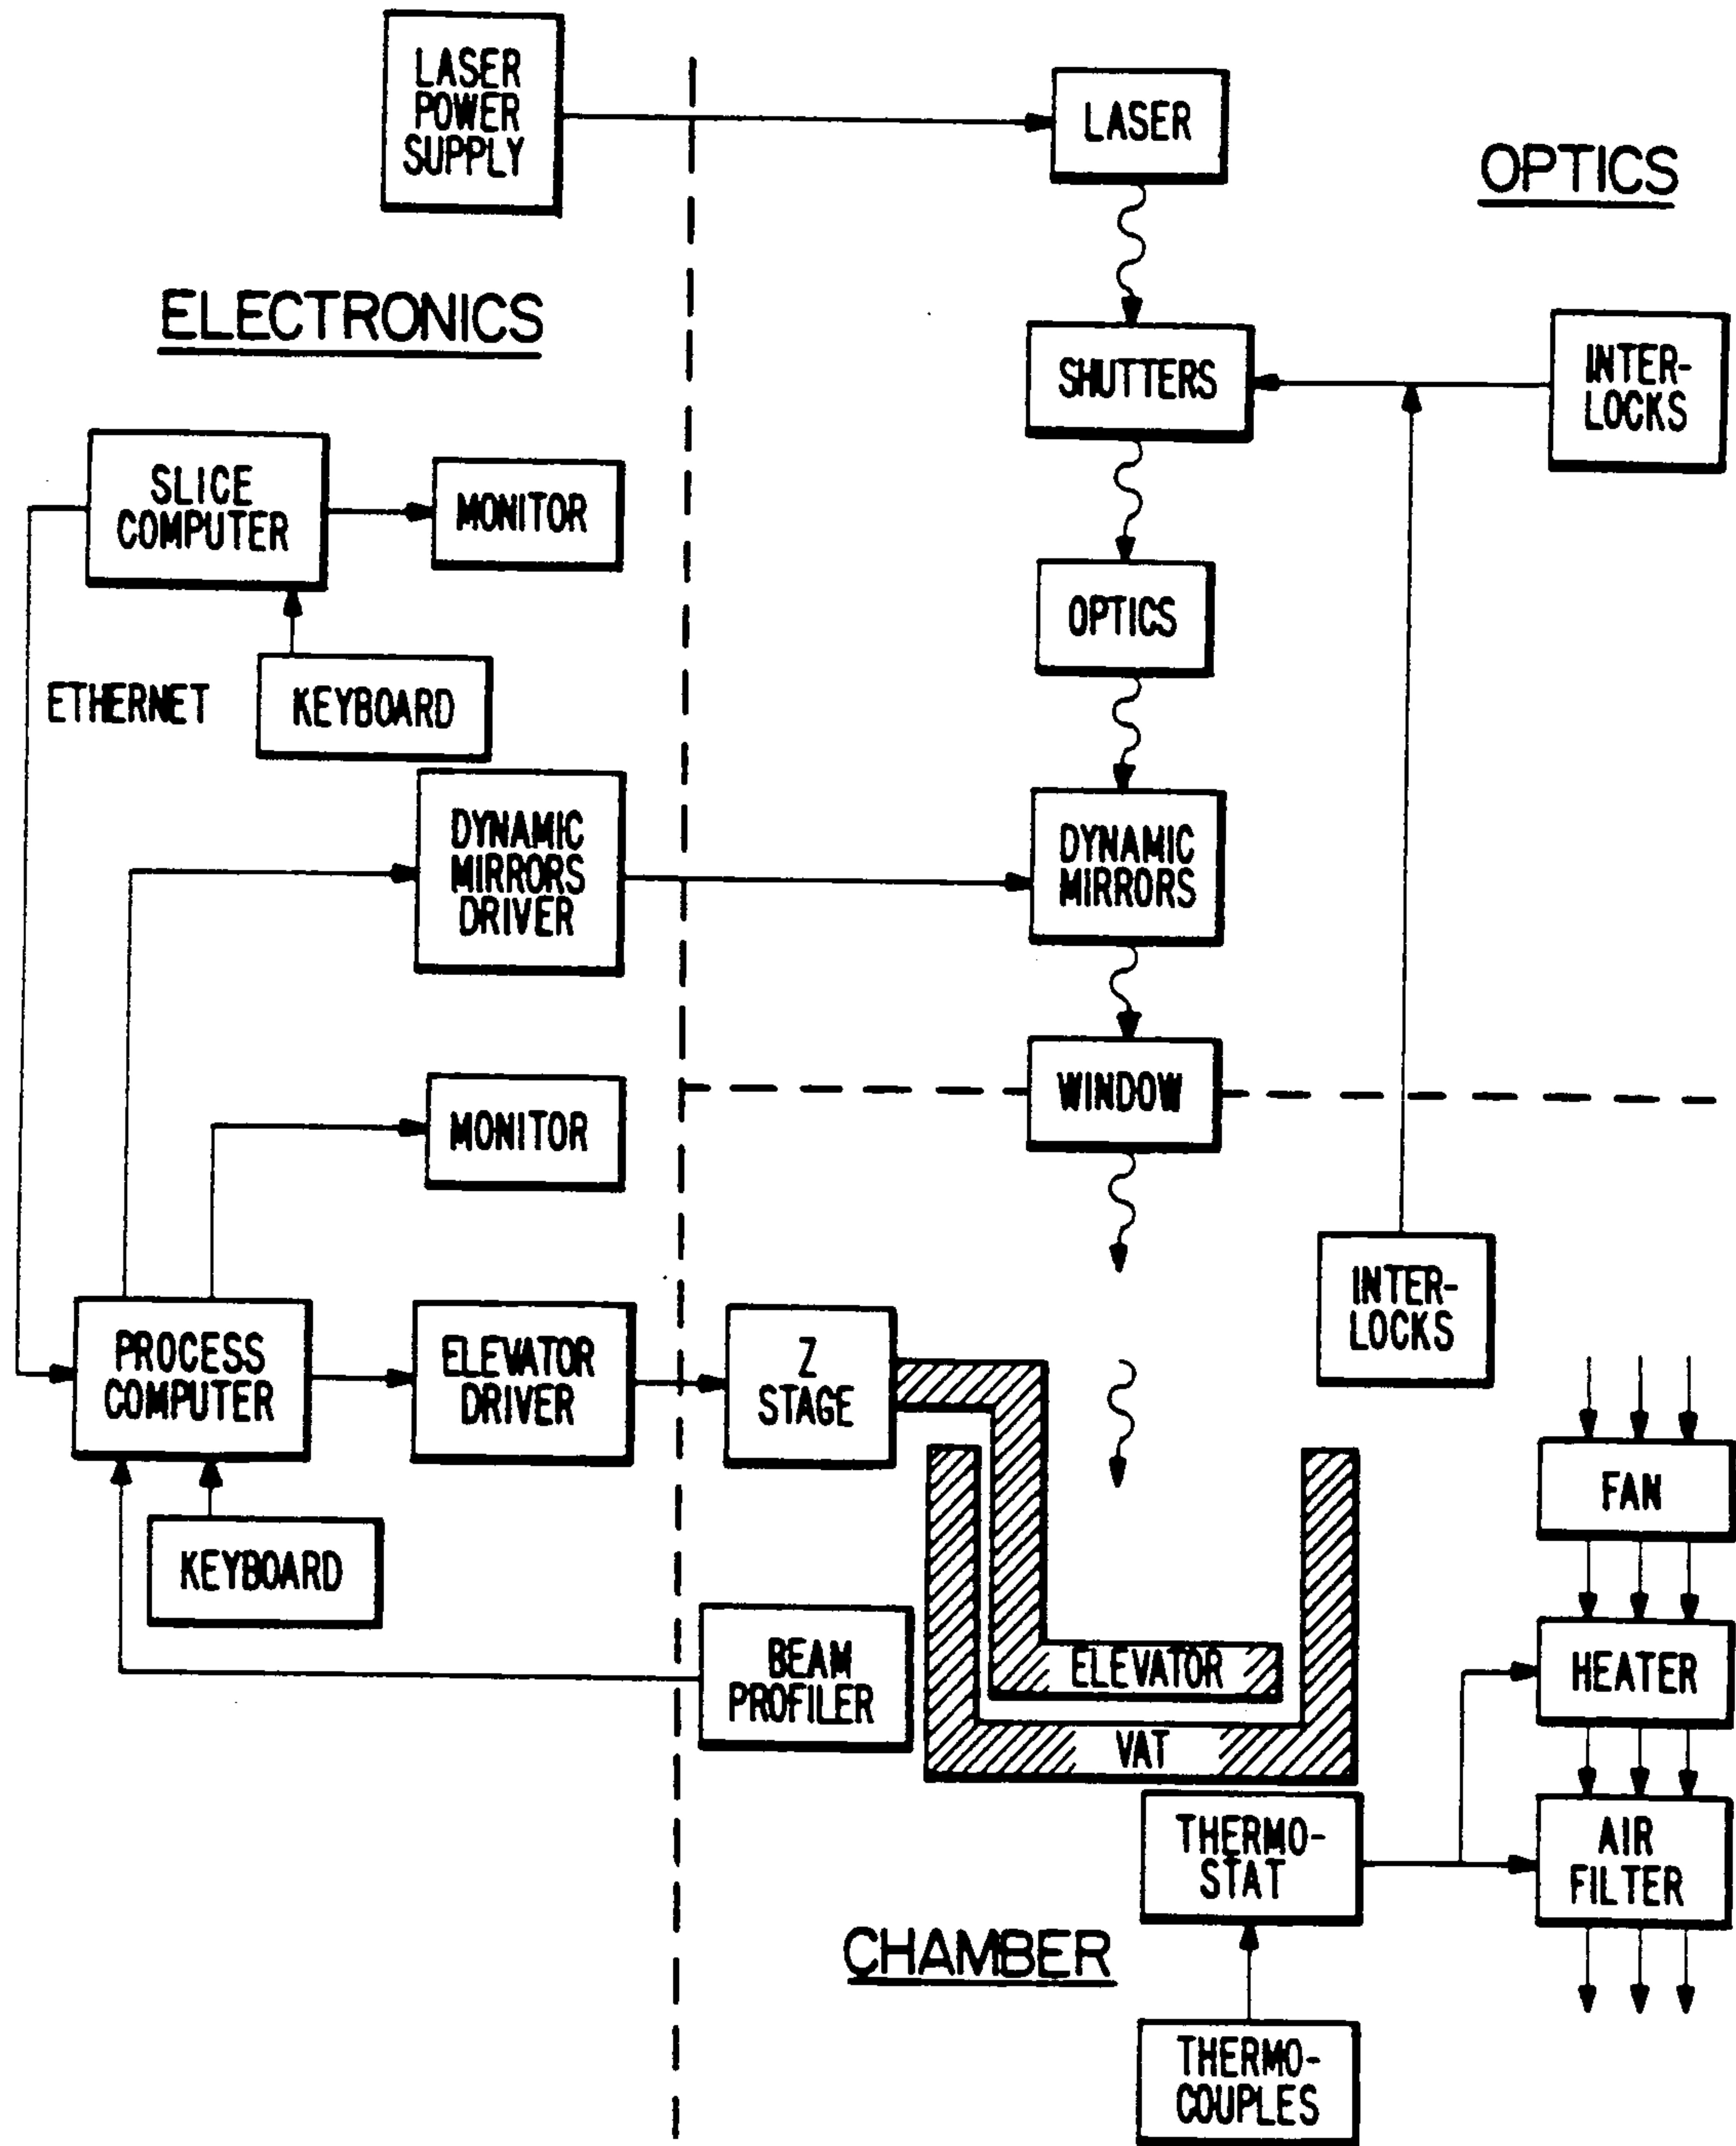 LASER
POWER
SUPPLY
LASER
OPTICS
ELECTRONICS
SHUTTERS
INTER-
LOCKS
SLICE
COMPUTER
MONITOR
OPTICS
ETHERNET
KEYBOARD
DYNAMIC
MIRRORS
DRIVER
DYNAMIC
MIRRORS
WINDOW
MONITOR
INTER-
LOCKS
PROCESS
COMPUTER
ELEVATOR
DRIVER
Z
STAGE
FAN
KEYBOARD
BEAM
PROFILER
ELEVATOR
HEATER
VAT
THERMO-
STAT
AIR
FILTER
CHAMBER
THERMO-
COUPLES